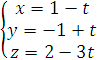 x = 1 − t
y = −1 + t
z = 2 − 3t